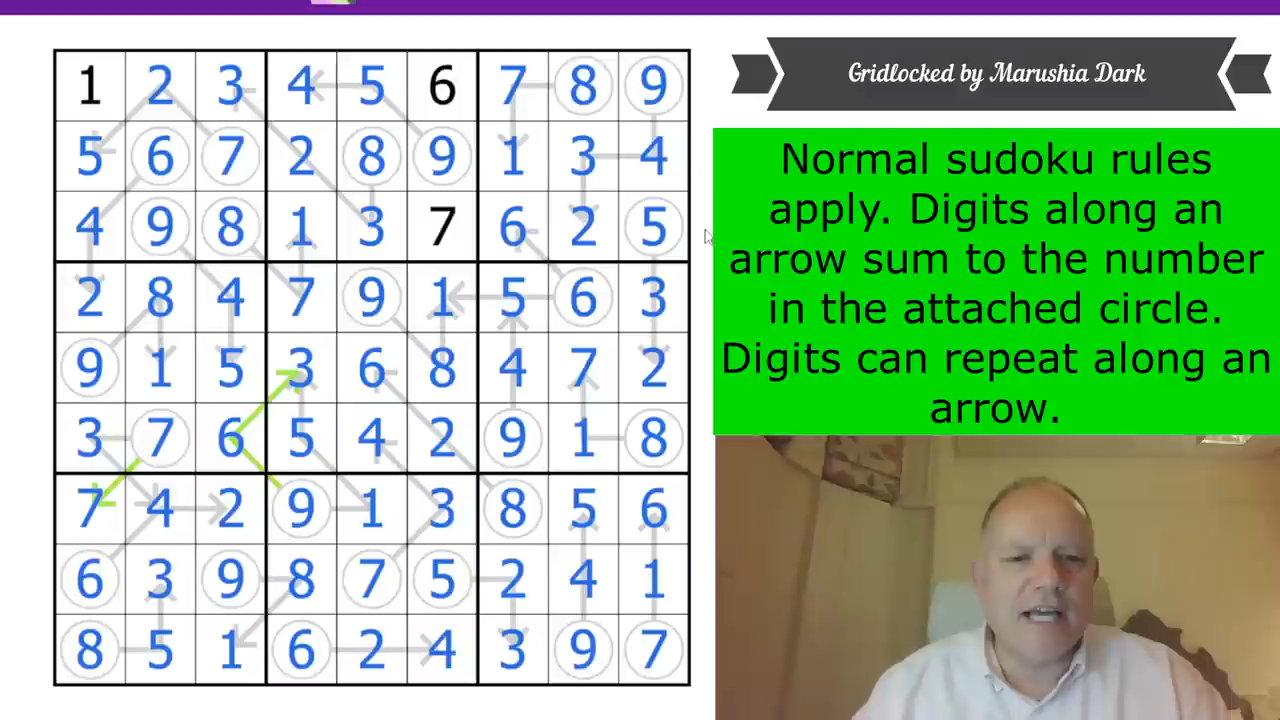 Gridlocked by Marushia Dark
1 2 3 4 5 6 7 8 9
5 6 7 2 8 9 1 3 4
4 9 8 1 3 7 6 2 5
2 8 4 7 9 1 5 6 3
9 1 5 3 6 8 4 7 2
3 7 6 5 4 2 9 1 8
7 4 2 9 1 3 8 5 6
6 3 9 8 7 5 2 4 1
8 5 1 6 2 4 3 9 7
Normal sudoku rules
apply. Digits along an
arrow sum to the number
in the attached circle.
Digits can repeat along an
arrow.